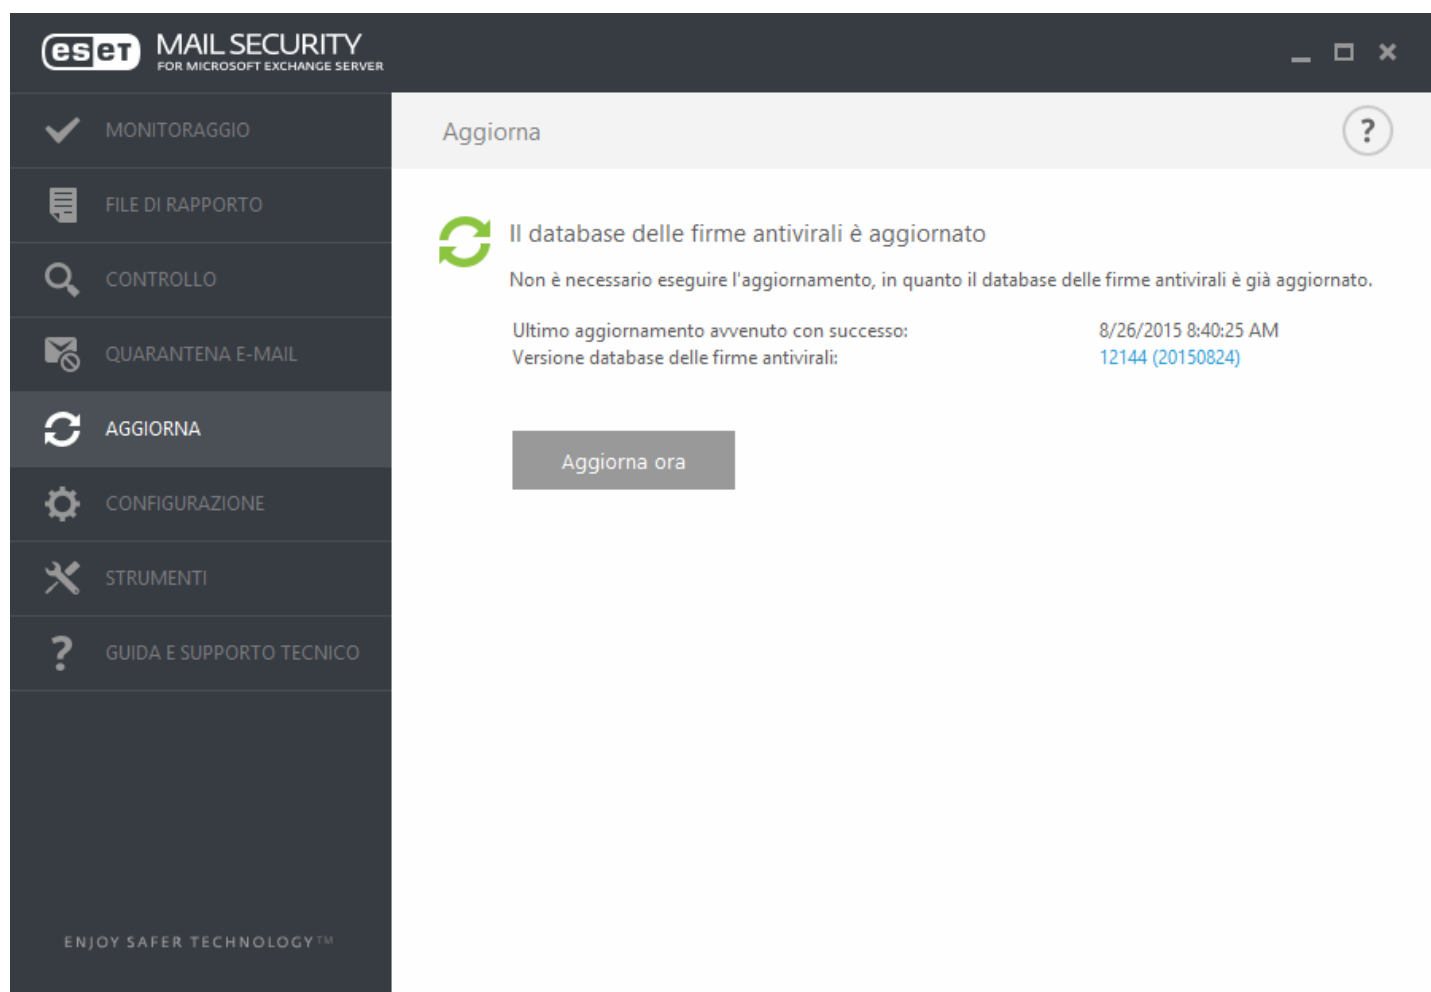 eset MAIL SECURITY
FOR MICROSOFT EXCHANGE SERVER
MONITORAGGIO
FILE DI RAPPORTO
CONTROLLO
QUARANTENA E-MAIL
AGGIORNA
CONFIGURAZIONE
STRUMENTI
? GUIDA E SUPPORTO TECNICO
ENJOY SAFER TECHNOLOGY™
Aggiorna
?
Il database delle firme antivirali è aggiornato
Non è necessario eseguire l'aggiornamento, in quanto il database delle firme antivirali è già aggiornato.
Ultimo aggiornamento avvenuto con successo: 8/26/2015 8:40:25 AM
Versione database delle firme antivirali: 12144 (20150824)
Aggiorna ora